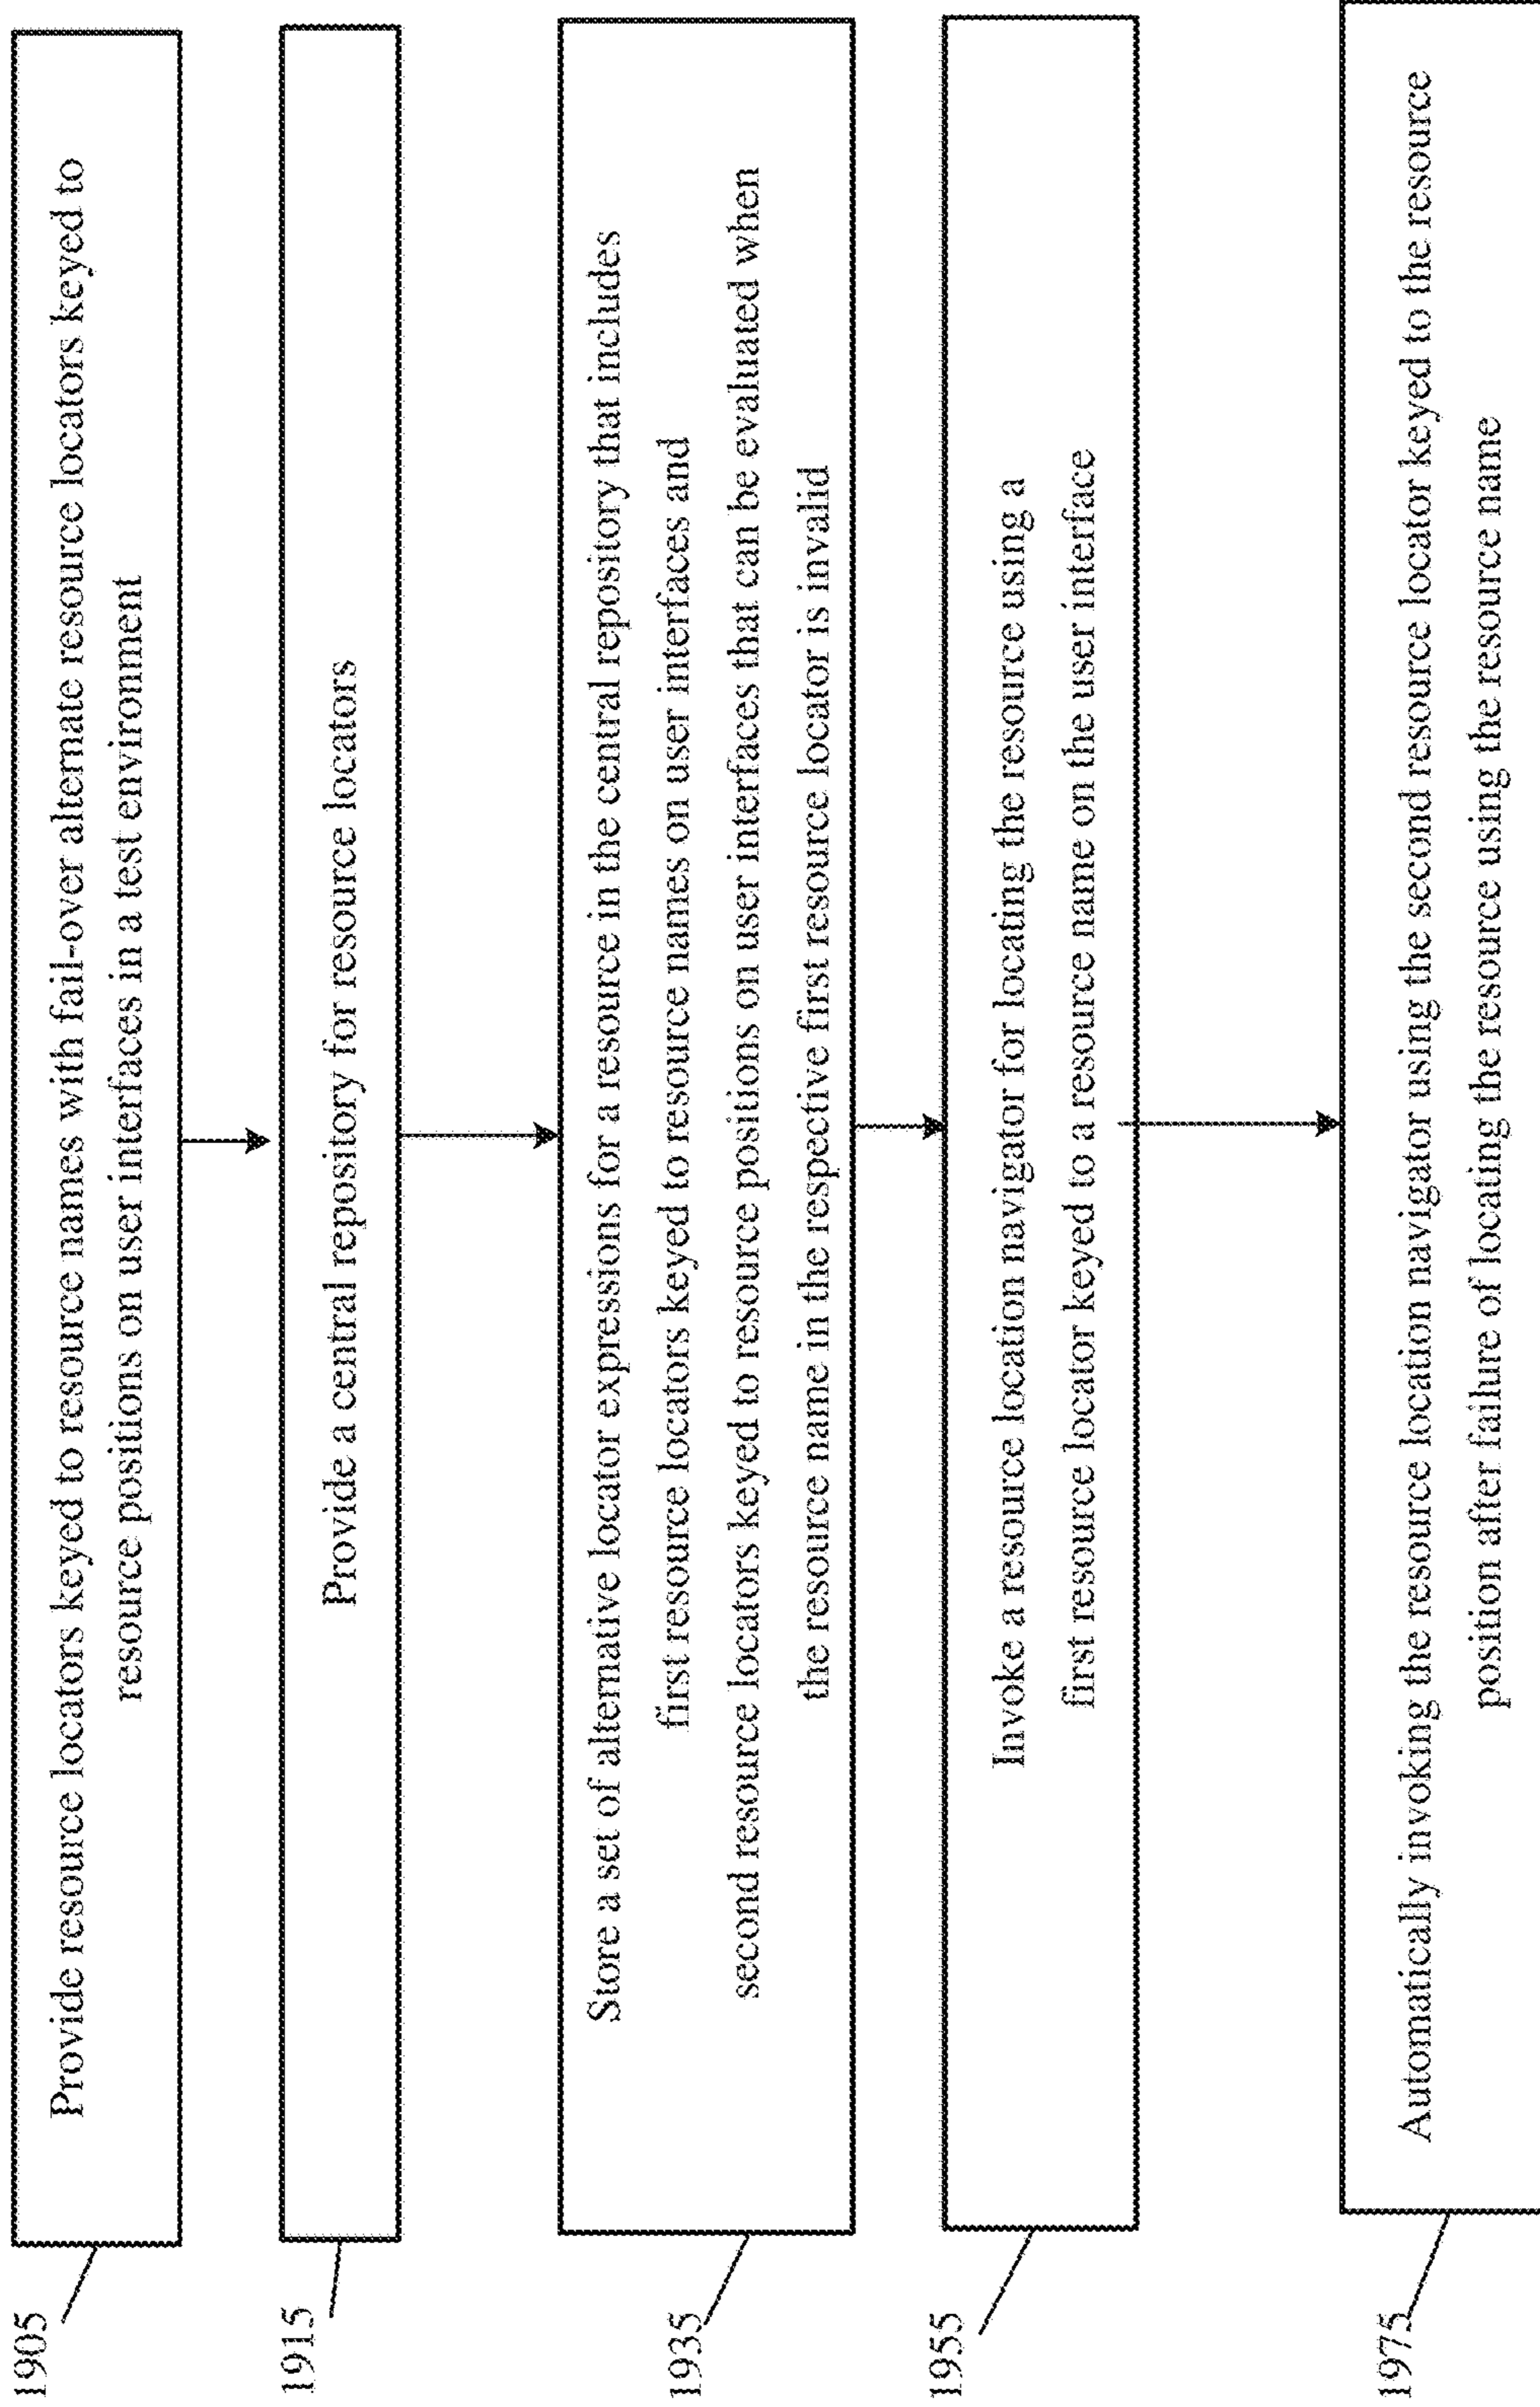 1905
Provide resource locators keyed to resource names with fail-over alternate resource locators keyed to
resource positions on user interfaces in a test environment
1915
Provide a central repository for resource locators
1935
Store a set of alternative locator expressions for a resource in the central repository that includes
first resource locators keyed to resource names on user interfaces and
second resource locators keyed to resource positions on user interfaces that can be evaluated when
the resource name in the respective first resource locator is invalid
1955
Invoke a resource location navigator for locating the resource using a
first resource locator keyed to a resource name on the user interface
1975
Automatically invoking the resource location navigator using the second resource locator keyed to the resource
position after failure of locating the resource using the resource name